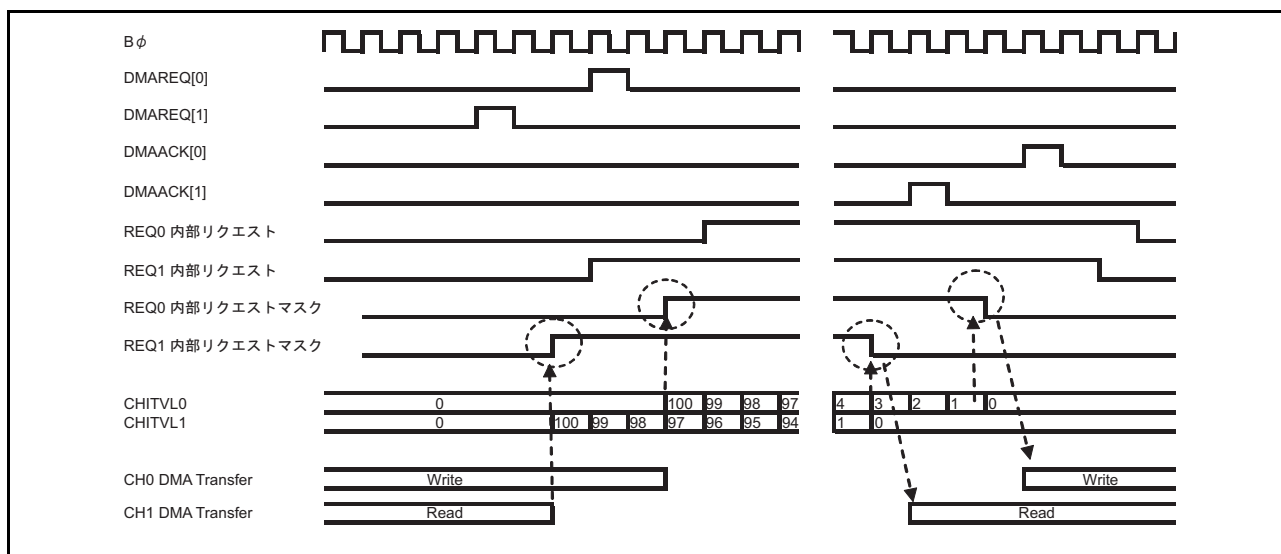 Bφ
DMAREQ[0]
DMAREQ[1]
DMAACK[0]
DMAACK[1]
REQ0 内部リクエスト
REQ1 内部リクエスト
REQ0 内部リクエストマスク
REQ1 内部リクエストマスク
CHITVL0 0 100 99 98 97 4 3 2 1 0
CHITVL1 0 100 99 98 97 96 95 94 1 0
CH0 DMA Transfer Write Write
CH1 DMA Transfer Read Read